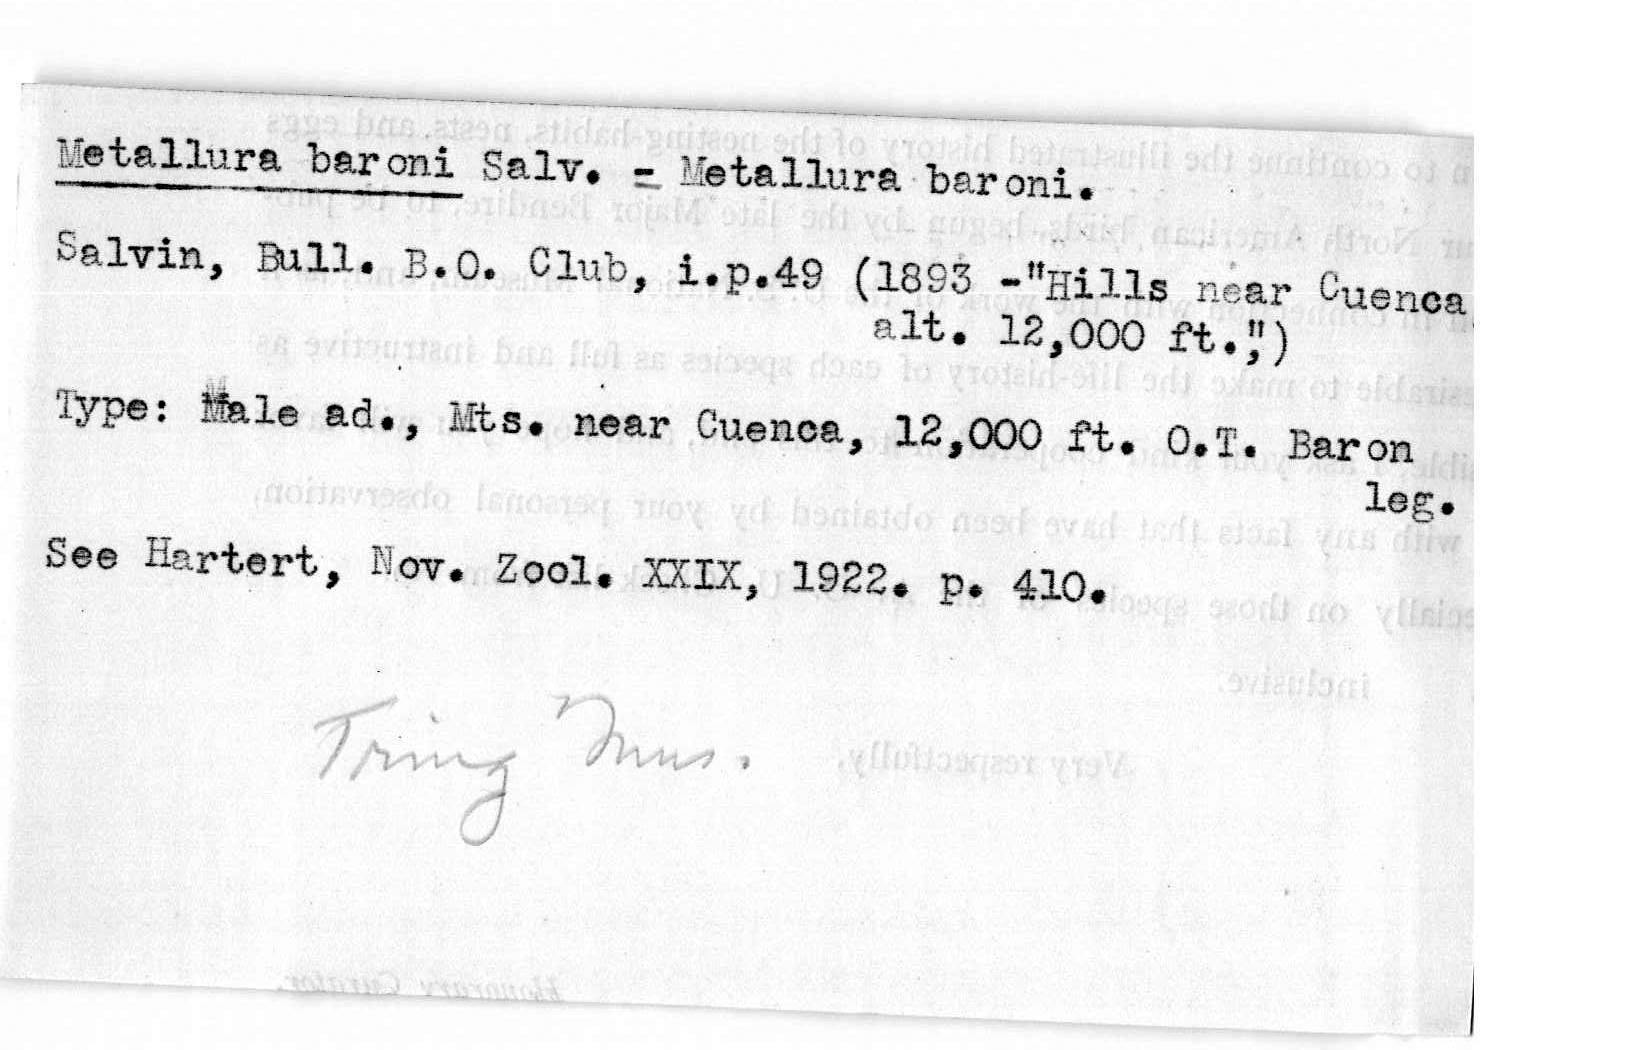 Metallura baroni Salv. = Metallura baroni.
Salvin, Bull. B.O. Club, i.p.49 (1893 -"Hills near Cuenca
alt. 12,000 ft.,")
Type: Male ad., Mts. near Cuenca, 12,000 ft. O.T. Baron
leg.
See Hartert, Nov. Zool. XXIX, 1922. p. 410.
Tring Mus.